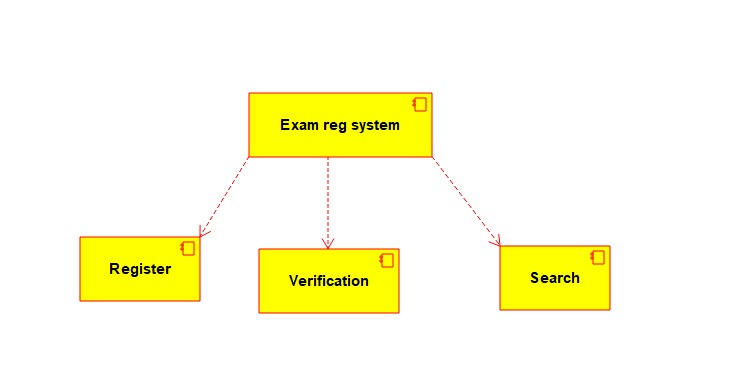 Exam reg system
Register
Verification
Search